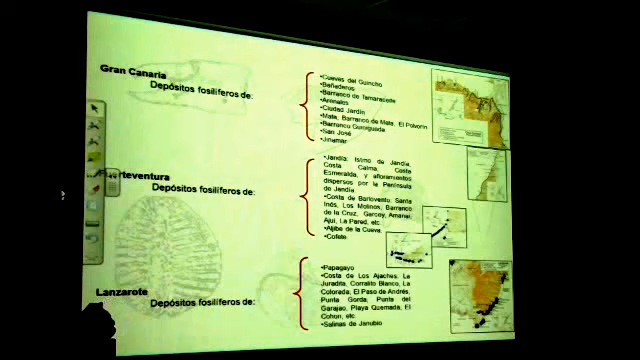 Gran Canaria
Depósitos fosilíferos de:
•Cuevas del Guincho
•Bañaderos
•Barranco de Tamaraceite
•Arenales
•Ciudad Jardín
•Mata, Barranco de Mata, El Polvorín
•Barranco Guiniguada
•San José
•Jinamar
Fuerteventura
Depósitos fosilíferos de:
•Jandía, Istmo de Jandía,
Costa Calma, Costa
Esmeralda, y afloramientos
dispersos por la Península
de Jandía.
•Costa de Barlovento, Santa
Inés, Los Molinos, Barranco
de la Cruz, Garcey, Amanai,
Ajui, La Pared, etc.
•Aljibe de la Cueva
•Cofete
Lanzarote
Depósitos fosilíferos de:
•Papagayo
•Costa de Los Ajaches. La
Juradita, Corralito Blanco, La
Colorada, El Paso de Andrés,
Punta Gorda, Punta del
Garajao, Playa Quemada, El
Cohon, etc.
•Salinas de Janubio